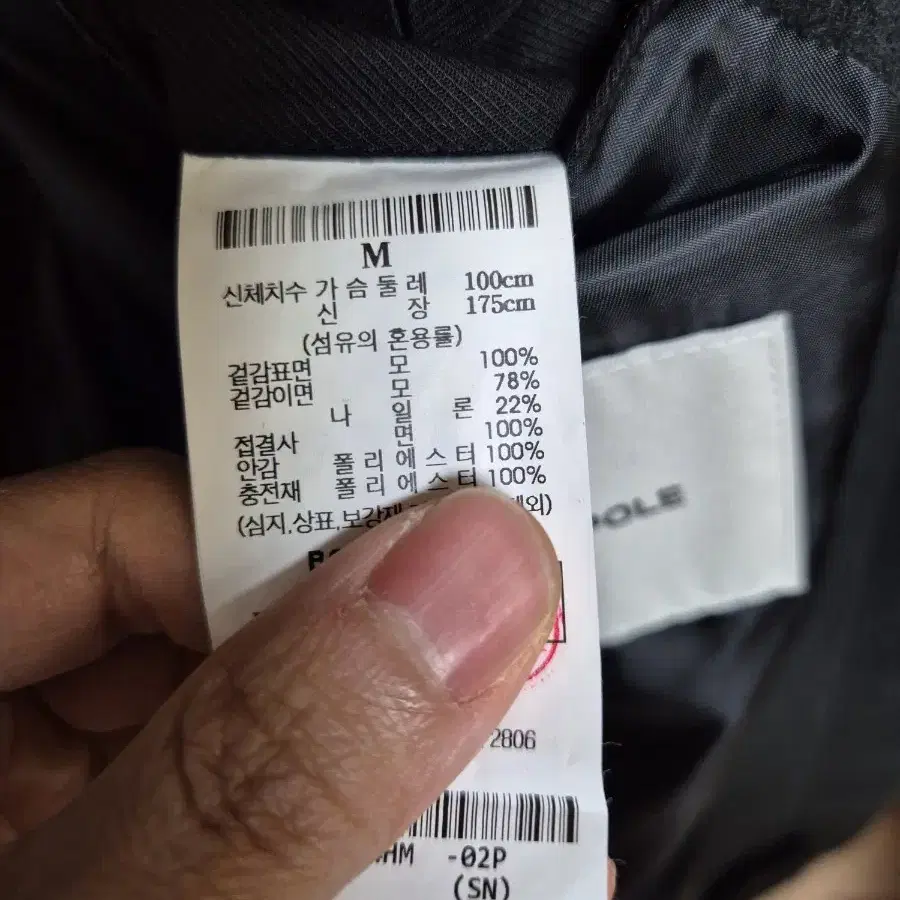 M
신체치수 가 슴 둘 레 100cm
신 장 175cm
(섬유의 혼용률)
겉감표면 모 100%
겉감이면 모 78%
나 일 론 22%
접결사 면 100%
안감 폴 리 에 스 터 100%
충전재 폴 리 에 스 터 100%
(심지,상표,보강재
2806
-02P
(SN)
OLE